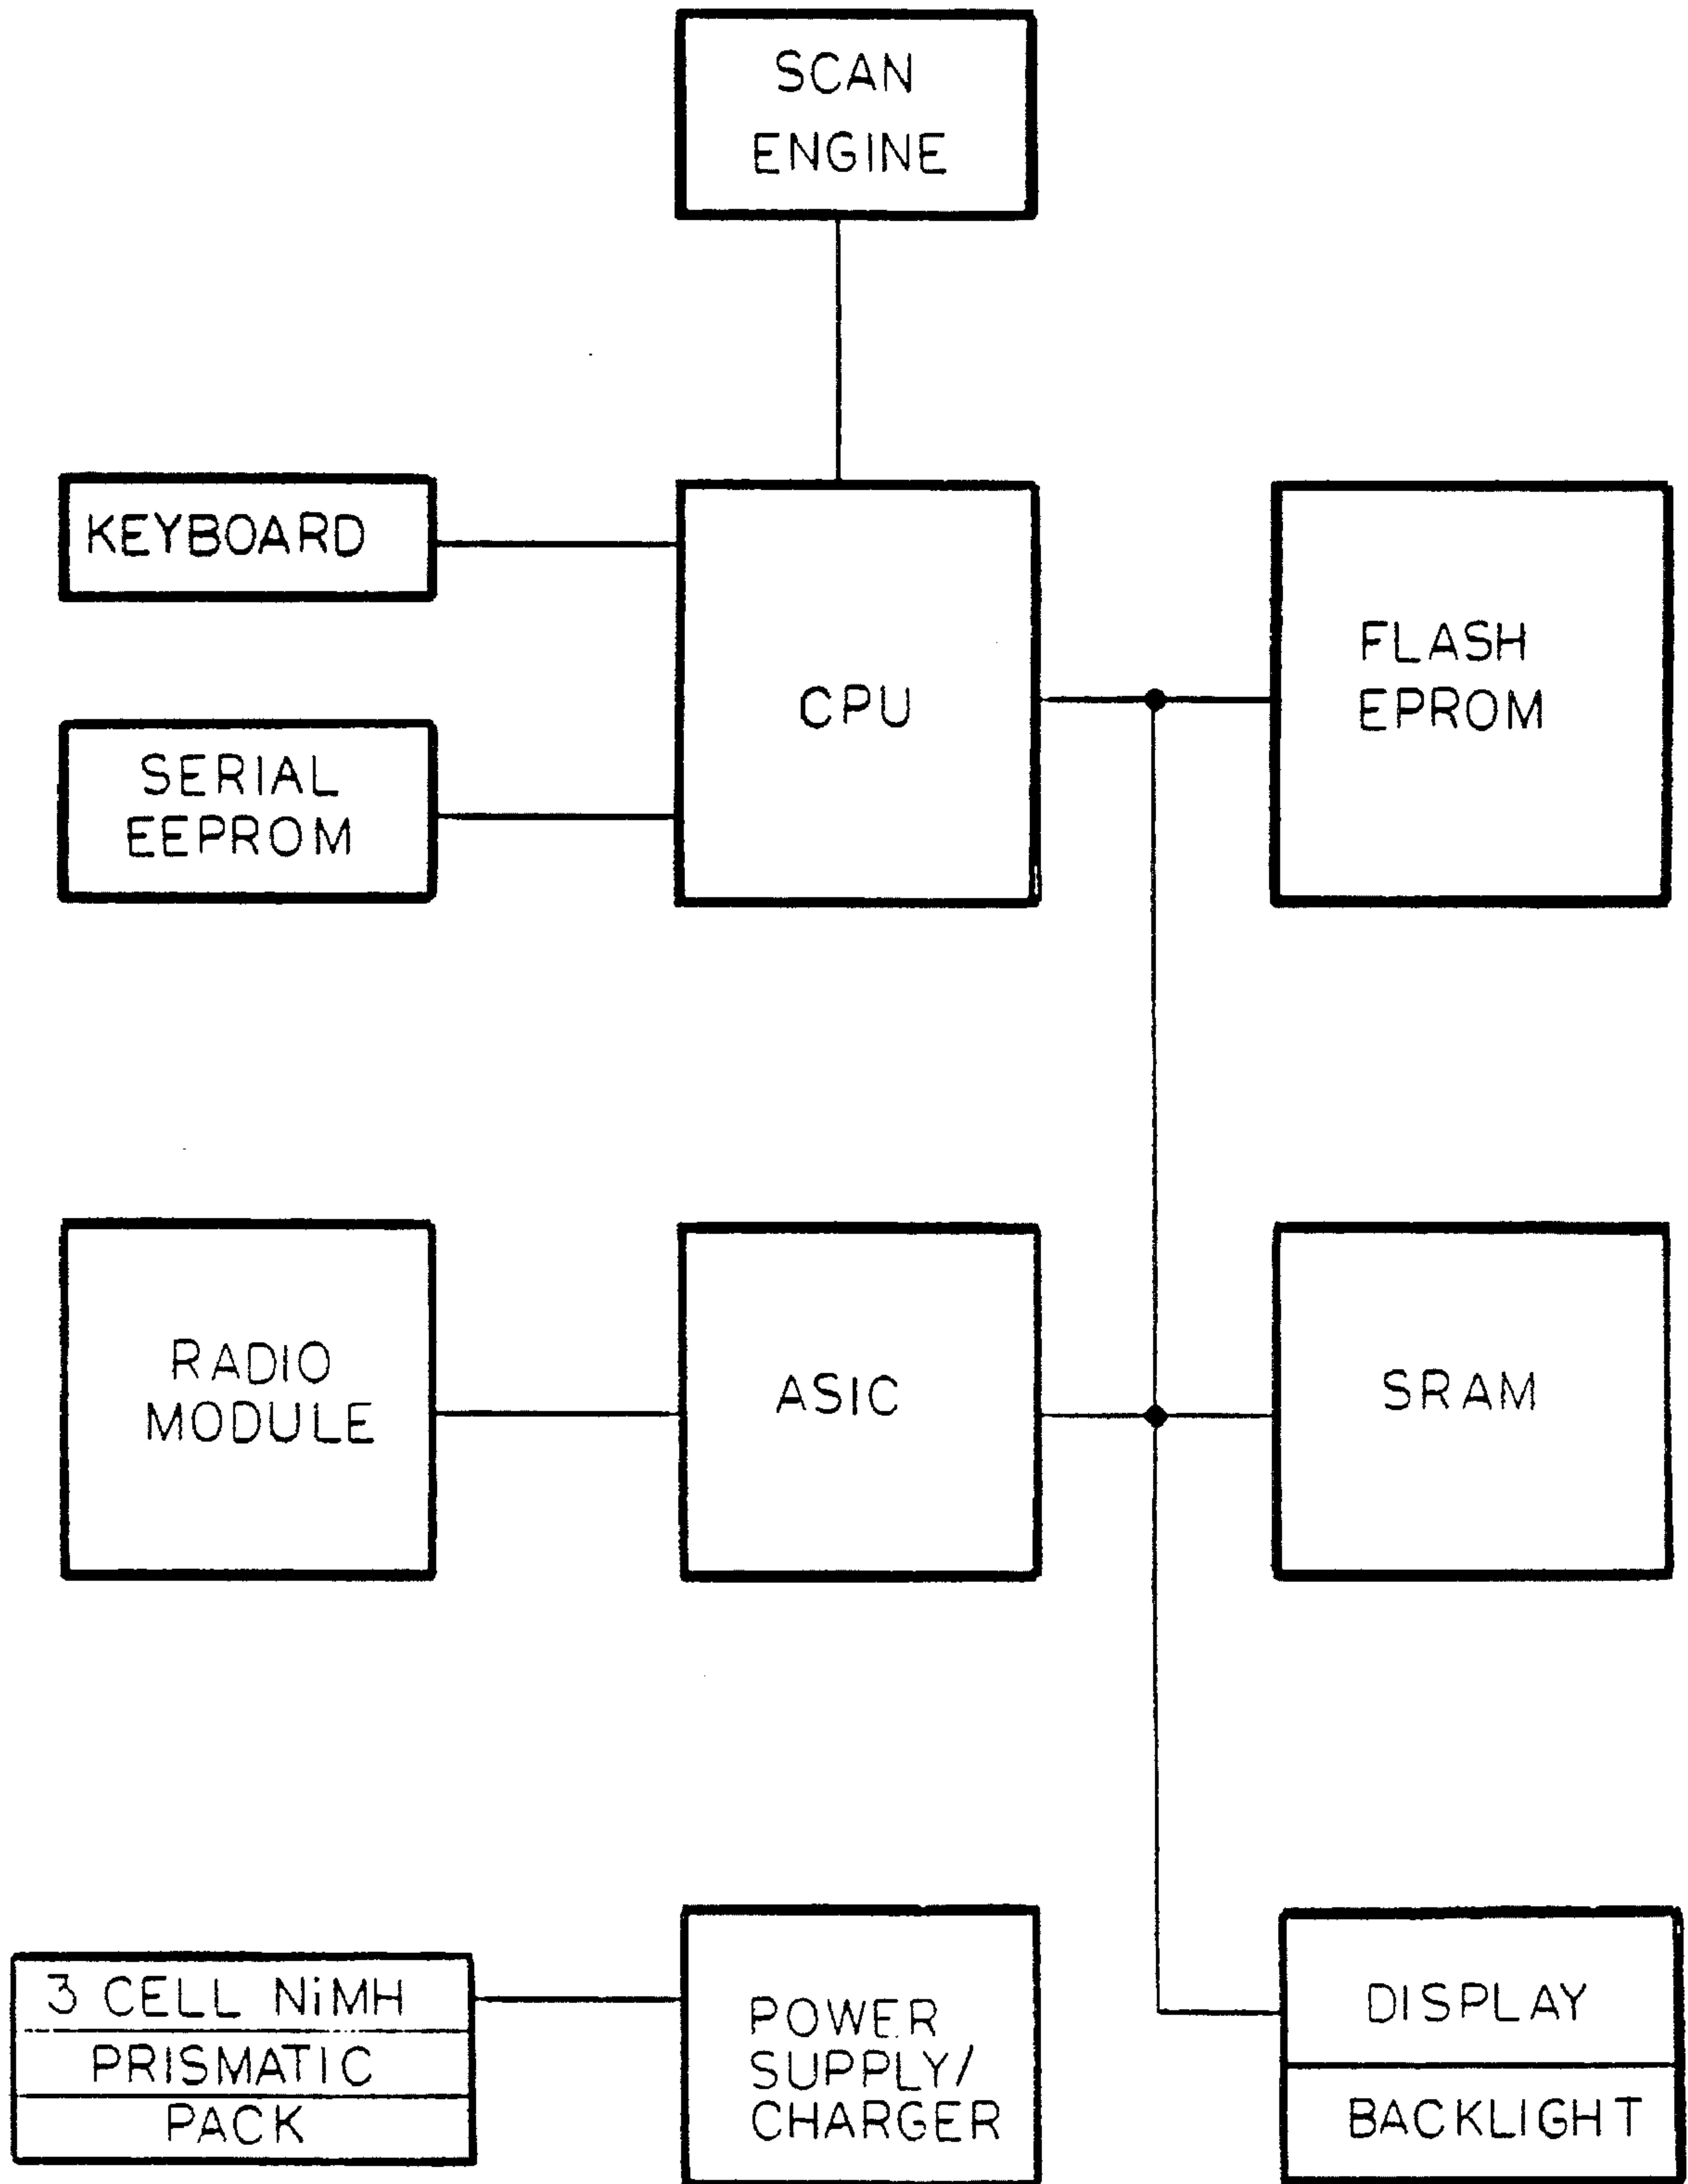 SCAN
ENGINE
KEYBOARD
SERIAL
EEPROM
CPU
FLASH
EPROM
RADIO
MODULE
ASIC
SRAM
3 CELL NiMH
PRISMATIC
PACK
POWER
SUPPLY/
CHARGER
DISPLAY
BACKLIGHT